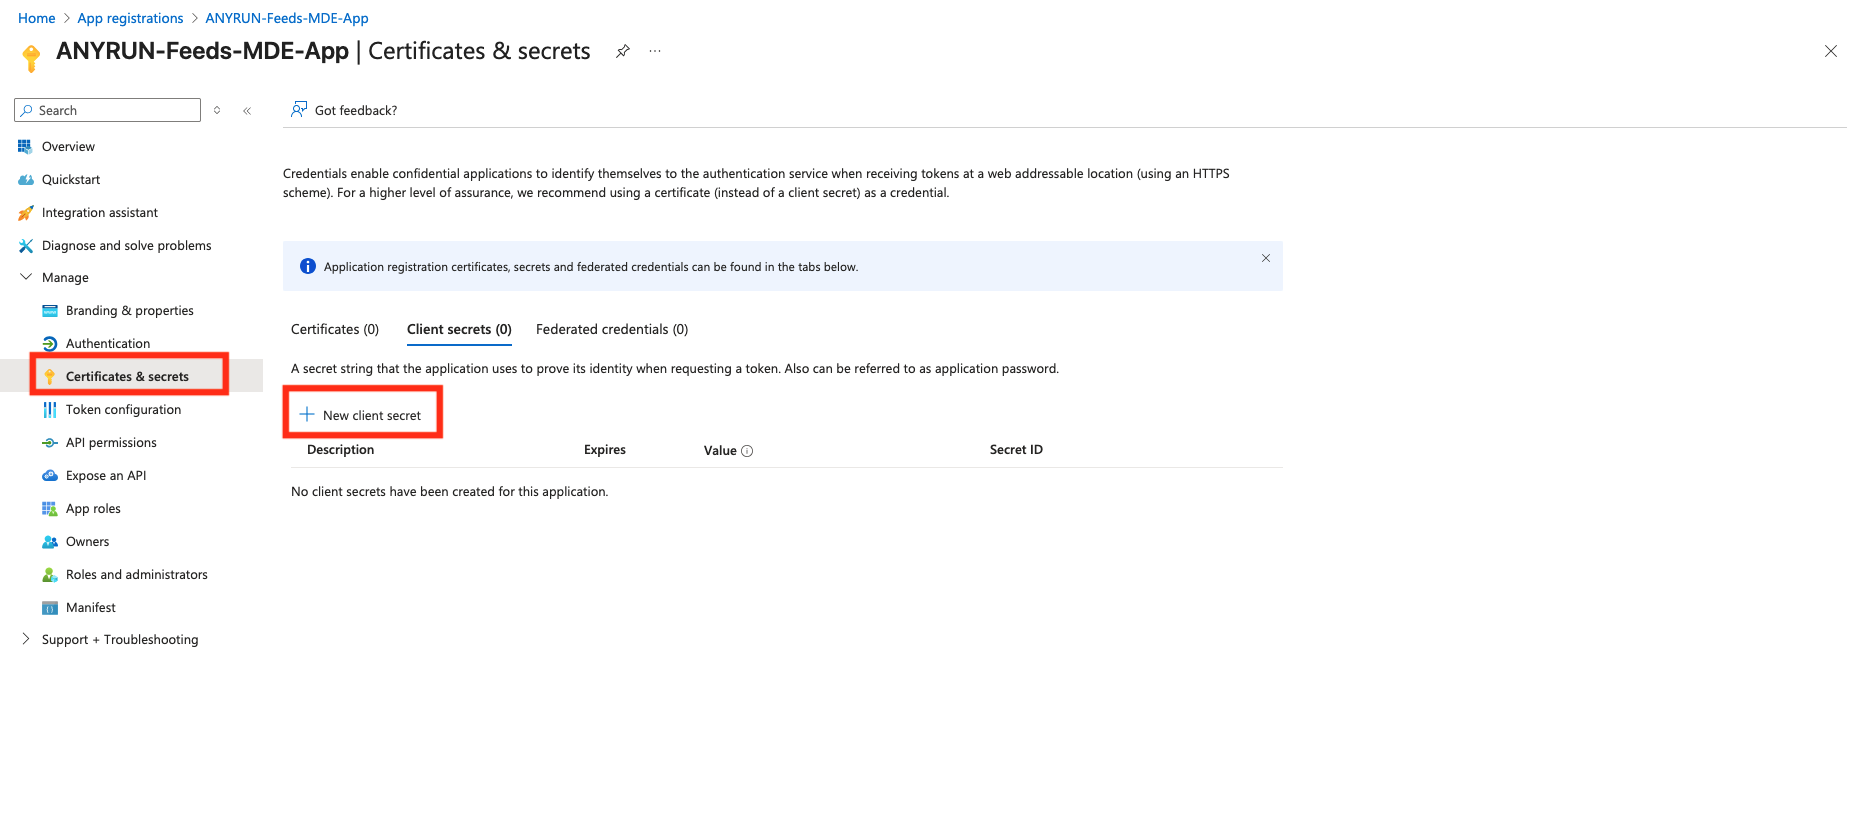 Home > App registrations > ANYRUN-Feeds-MDE-App
ANYRUN-Feeds-MDE-App | Certificates & secrets
Search
Overview
Quickstart
Integration assistant
Diagnose and solve problems
Manage
Branding & properties
Authentication
Certificates & secrets
Token configuration
API permissions
Expose an API
App roles
Owners
Roles and administrators
Manifest
Support + Troubleshooting
Got feedback?
Credentials enable confidential applications to identify themselves to the authentication service when receiving tokens at a web addressable location (using an HTTPS
scheme). For a higher level of assurance, we recommend using a certificate (instead of a client secret) as a credential.
Application registration certificates, secrets and federated credentials can be found in the tabs below.
Certificates (0) Client secrets (0) Federated credentials (0)
A secret string that the application uses to prove its identity when requesting a token. Also can be referred to as application password.
New client secret
Description Expires Value Secret ID
No client secrets have been created for this application.